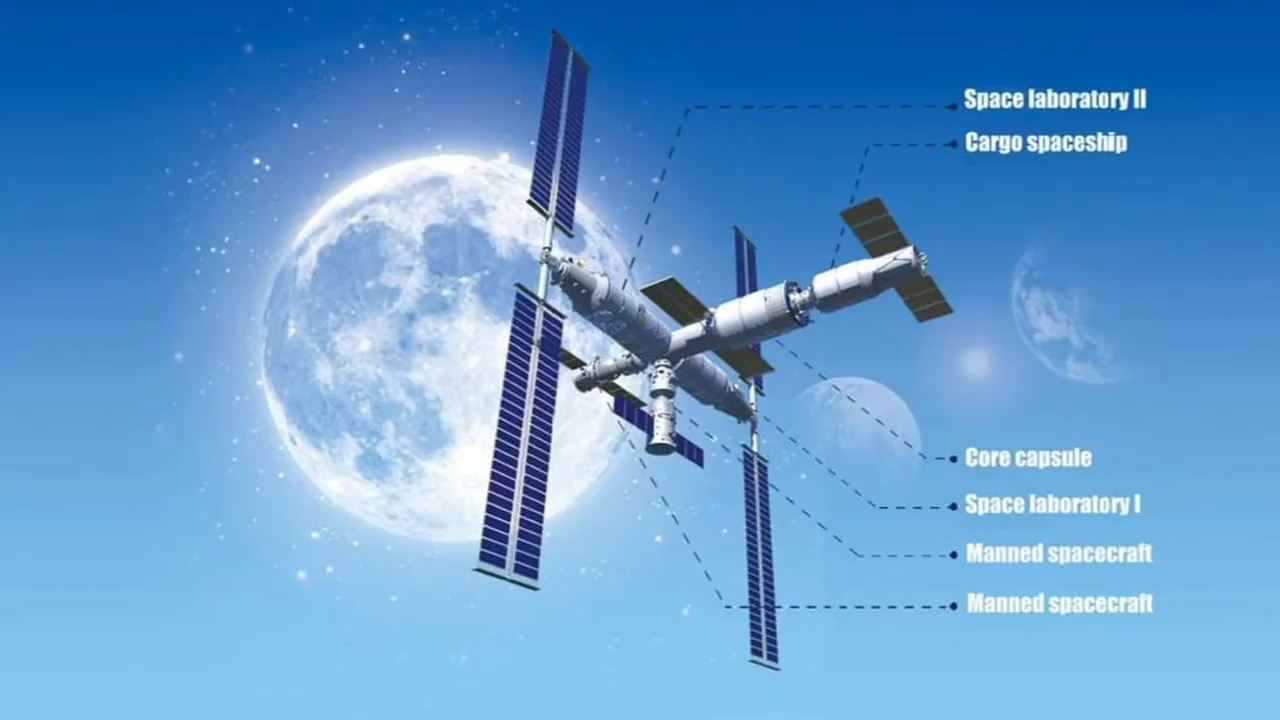 Space laboratory II
Cargo spaceship
Core capsule
Space laboratory I
Manned spacecraft
Manned spacecraft